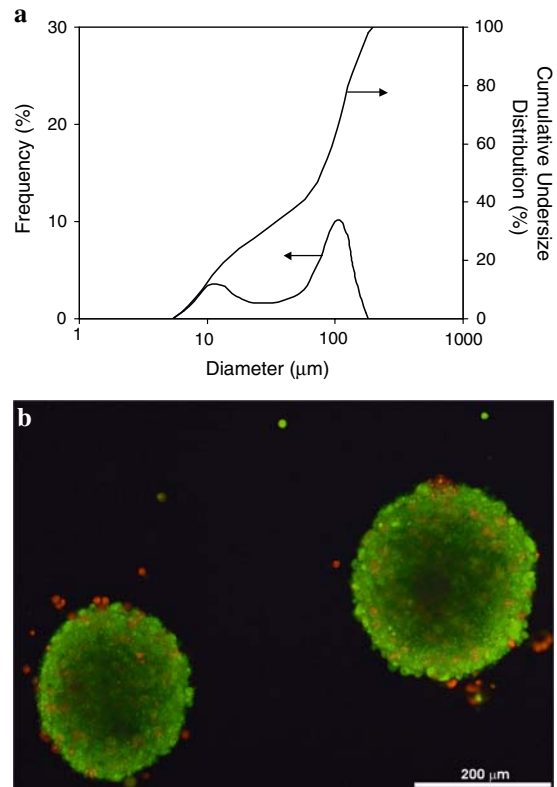 a
30
20
10
0
Frequency (%)
100
80
60
40
20
0
Cumulative Undersize
Distribution (%)
1
10
100
1000
Diameter (μm)
b
200 μm